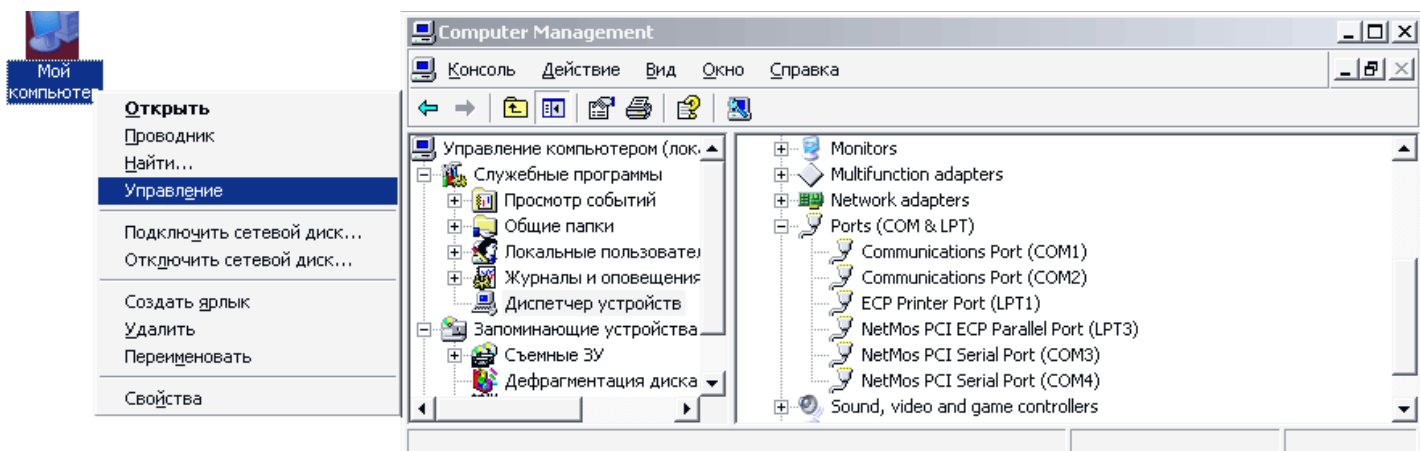 Мой
компьюте
Открыть
Проводник
Найти...
Управление
Подключить сетевой диск...
Отключить сетевой диск...
Создать ярлык
Удалить
Переименовать
Свойства
Computer Management
Консоль Действие Вид Окно Справка
Управление компьютером (лок
Служебные программы
Просмотр событий
Общие папки
Локальные пользовател
Журналы и оповещения
Диспетчер устройств
Запоминающие устройства
Съемные ЗУ
Дефрагментация диска
Monitors
Multifunction adapters
Network adapters
Ports (COM & LPT)
Communications Port (COM1)
Communications Port (COM2)
ECP Printer Port (LPT1)
NetMos PCI ECP Parallel Port (LPT3)
NetMos PCI Serial Port (COM3)
NetMos PCI Serial Port (COM4)
Sound, video and game controllers